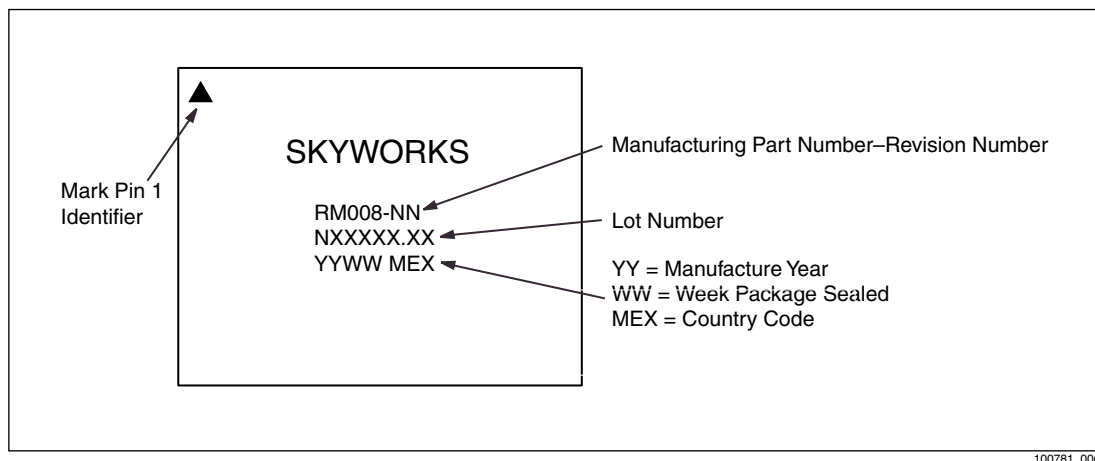 SKYWORKS
Manufacturing Part Number–Revision Number
Mark Pin 1
Identifier
RM008-NN
NXXXXX.XX
YYWW MEX
Lot Number
YY = Manufacture Year
WW = Week Package Sealed
MEX = Country Code